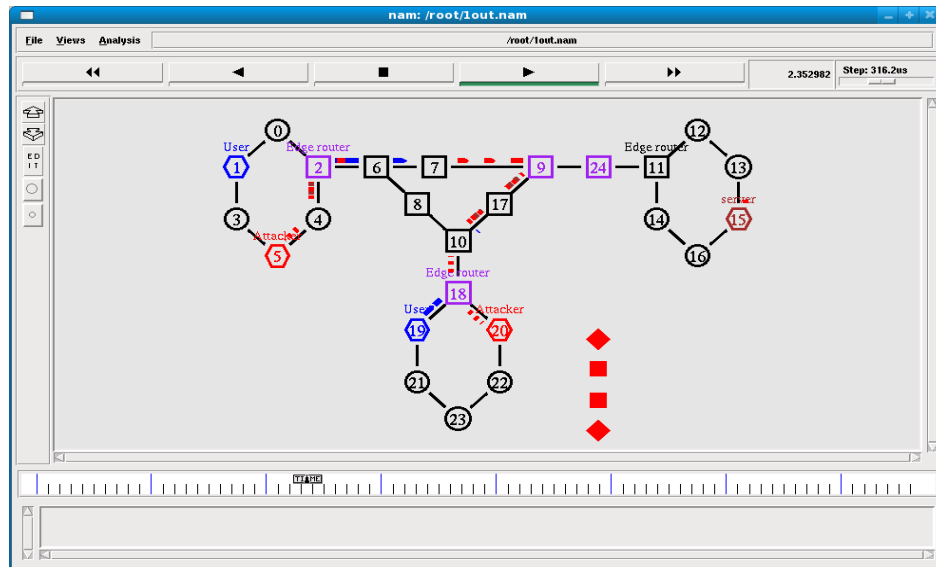 nam: /root/1out.nam
File Views Analysis /root/1out.nam
2.352982 Step: 316.2us
ED
IT
0 12
User Edge router Edge router
1 2 6 7 9 24 11 13
server
3 4 8 17 14 15
Attacker 10
5 16
Edge router
18
User Attacker
19 20
21 22
23
TIME